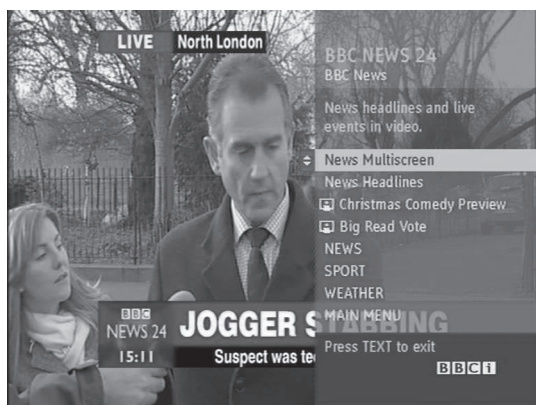 LIVE North London
BBC NEWS 24
BBC News
News headlines and live
events in video.
News Multiscreen
News Headlines
Christmas Comedy Preview
Big Read Vote
NEWS
SPORT
WEATHER
MAIN MENU
Press TEXT to exit
BBCi
BBC
NEWS 24
15:11
JOGGER STABBING
Suspect was